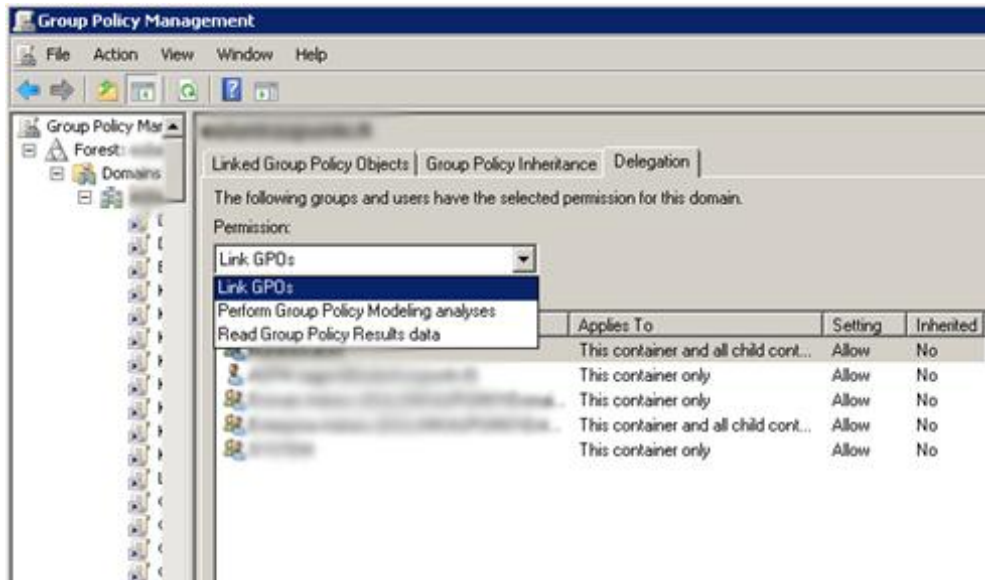 Group Policy Management
File Action View Window Help
Group Policy Mar
Forest:
Domains
Linked Group Policy Objects Group Policy Inheritance Delegation
The following groups and users have the selected permission for this domain.
Permission:
Link GPOs
Link GPOs
Perform Group Policy Modeling analyses
Read Group Policy Results data
Applies To Setting Inherited
This container and all child cont... Allow No
This container only Allow No
This container only Allow No
This container and all child cont... Allow No
This container only Allow No